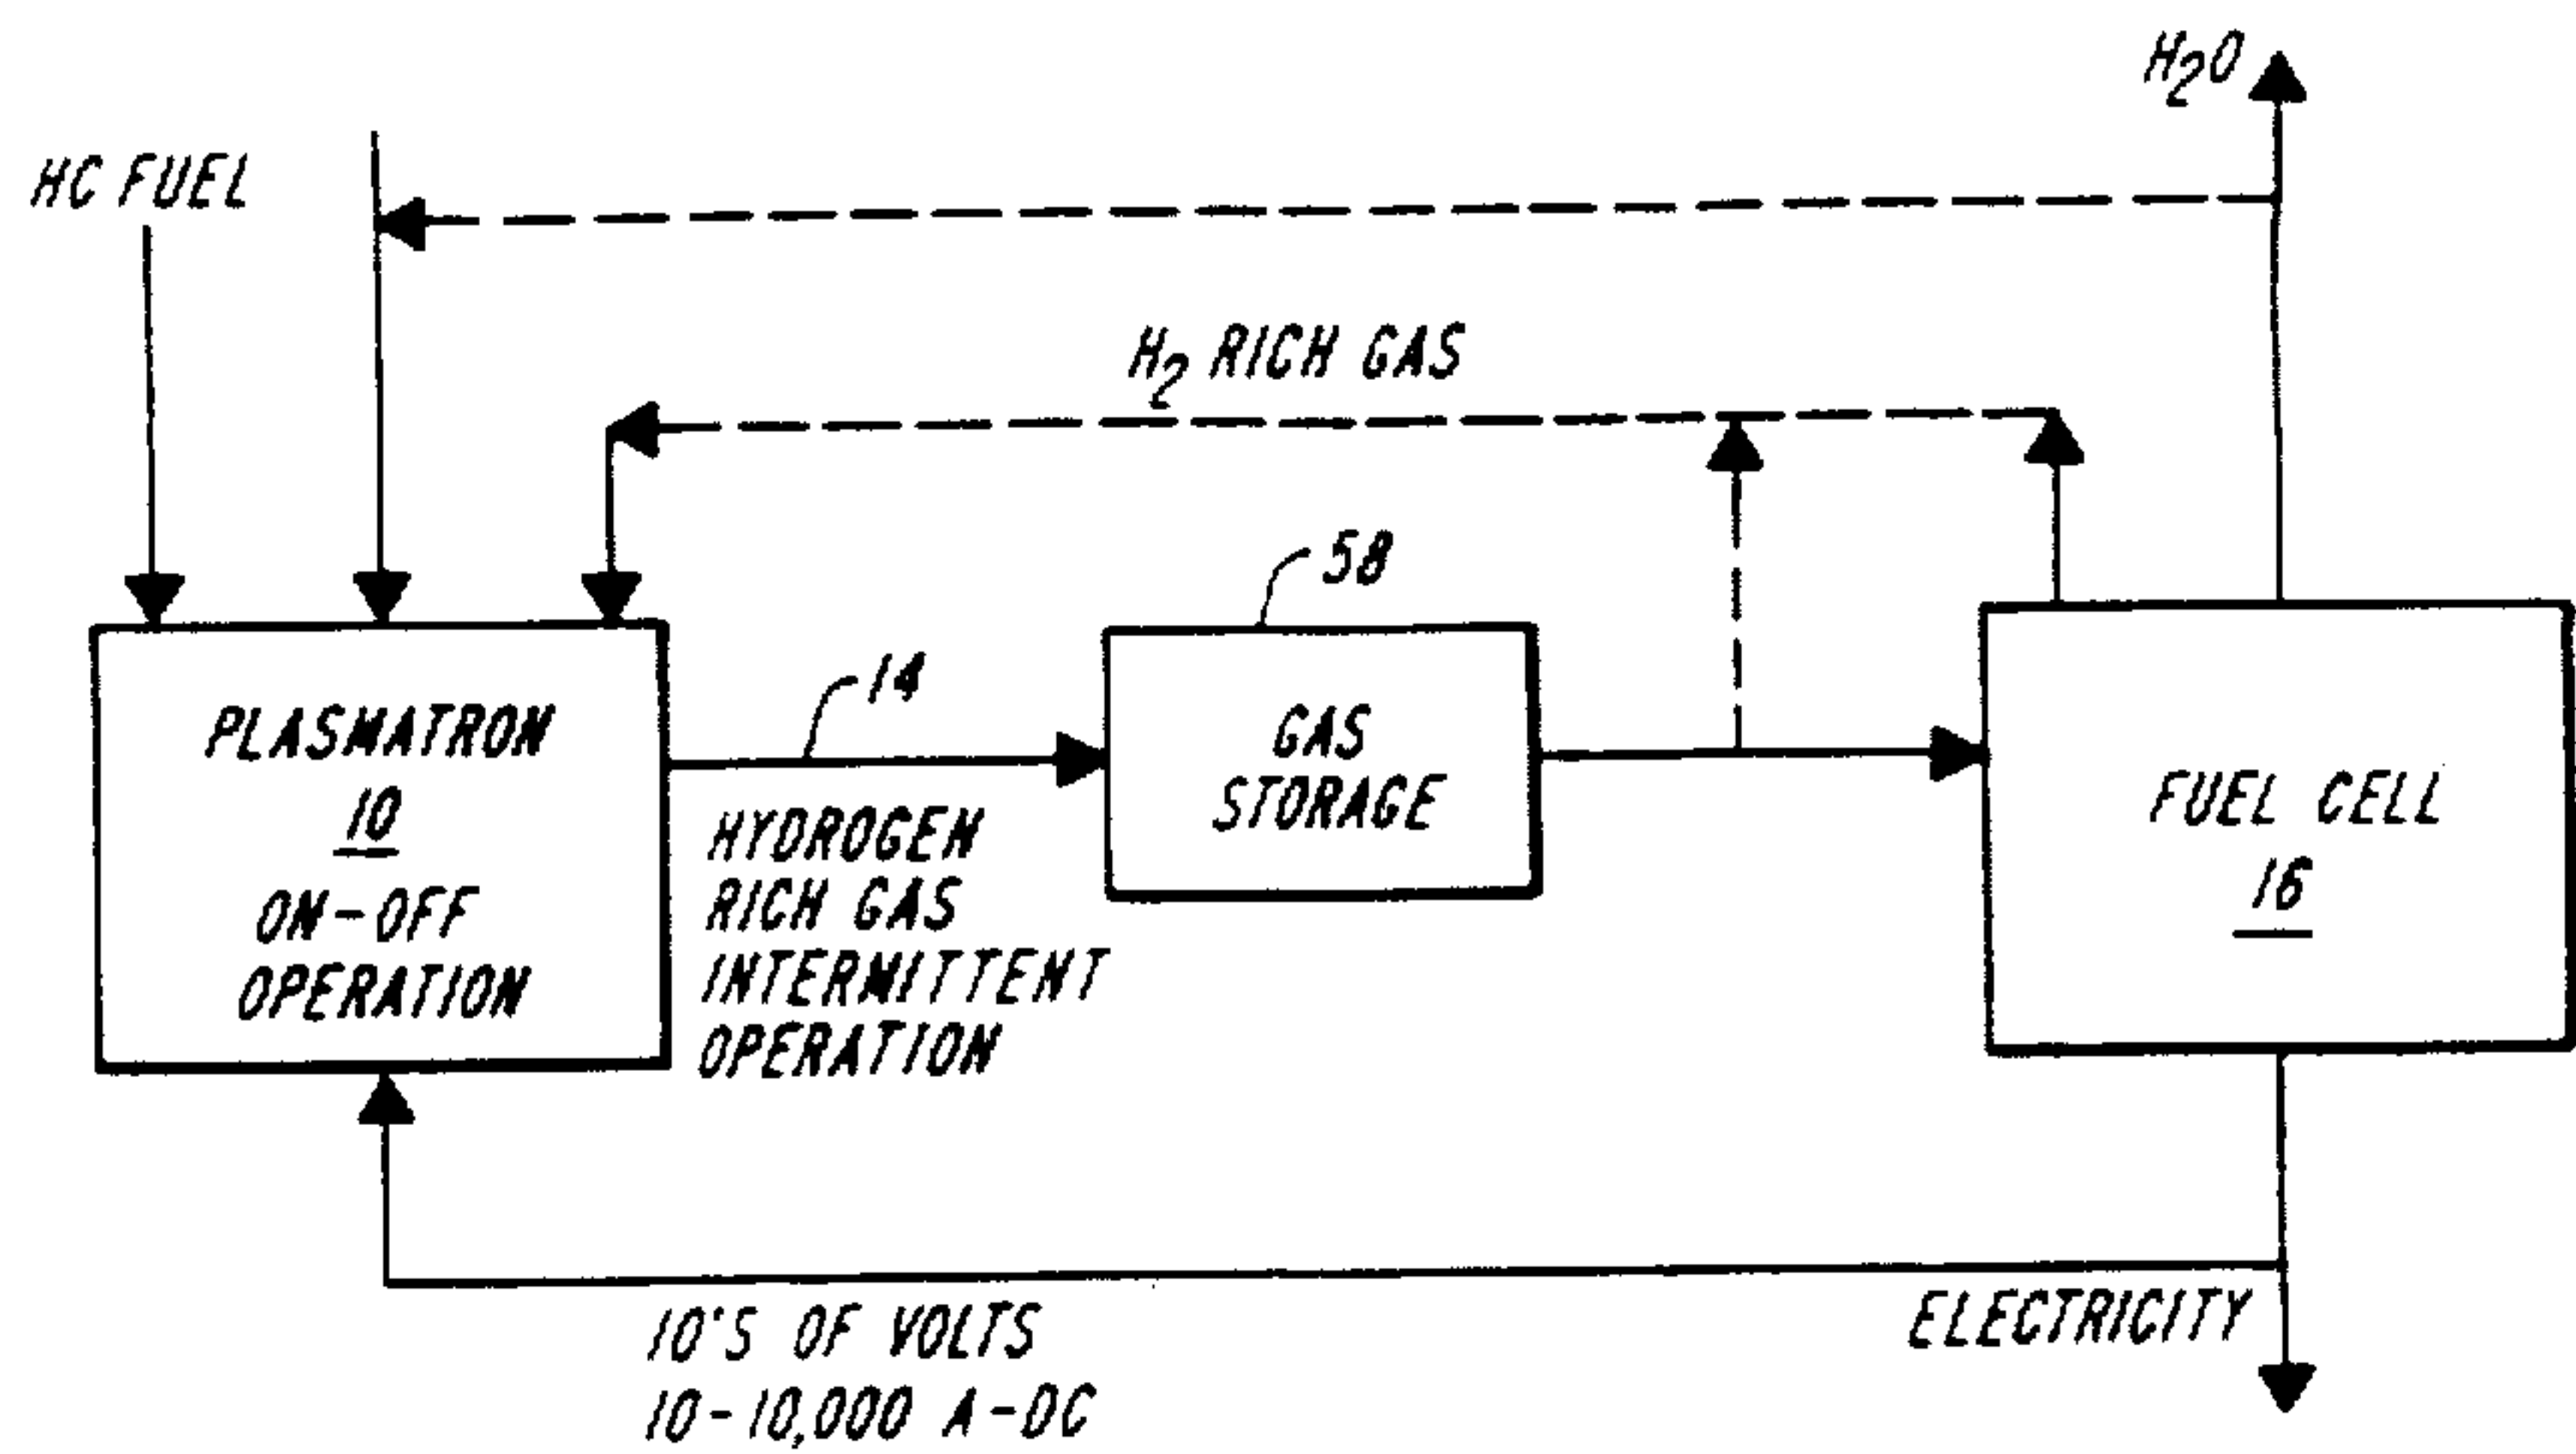 H2O
HC FUEL
H2 RICH GAS
58
14
PLASMATRON
10
ON-OFF
OPERATION
HYDROGEN
RICH GAS
INTERMITTENT
OPERATION
GAS
STORAGE
FUEL CELL
16
10'S OF VOLTS
10-10,000 A-DC
ELECTRICITY